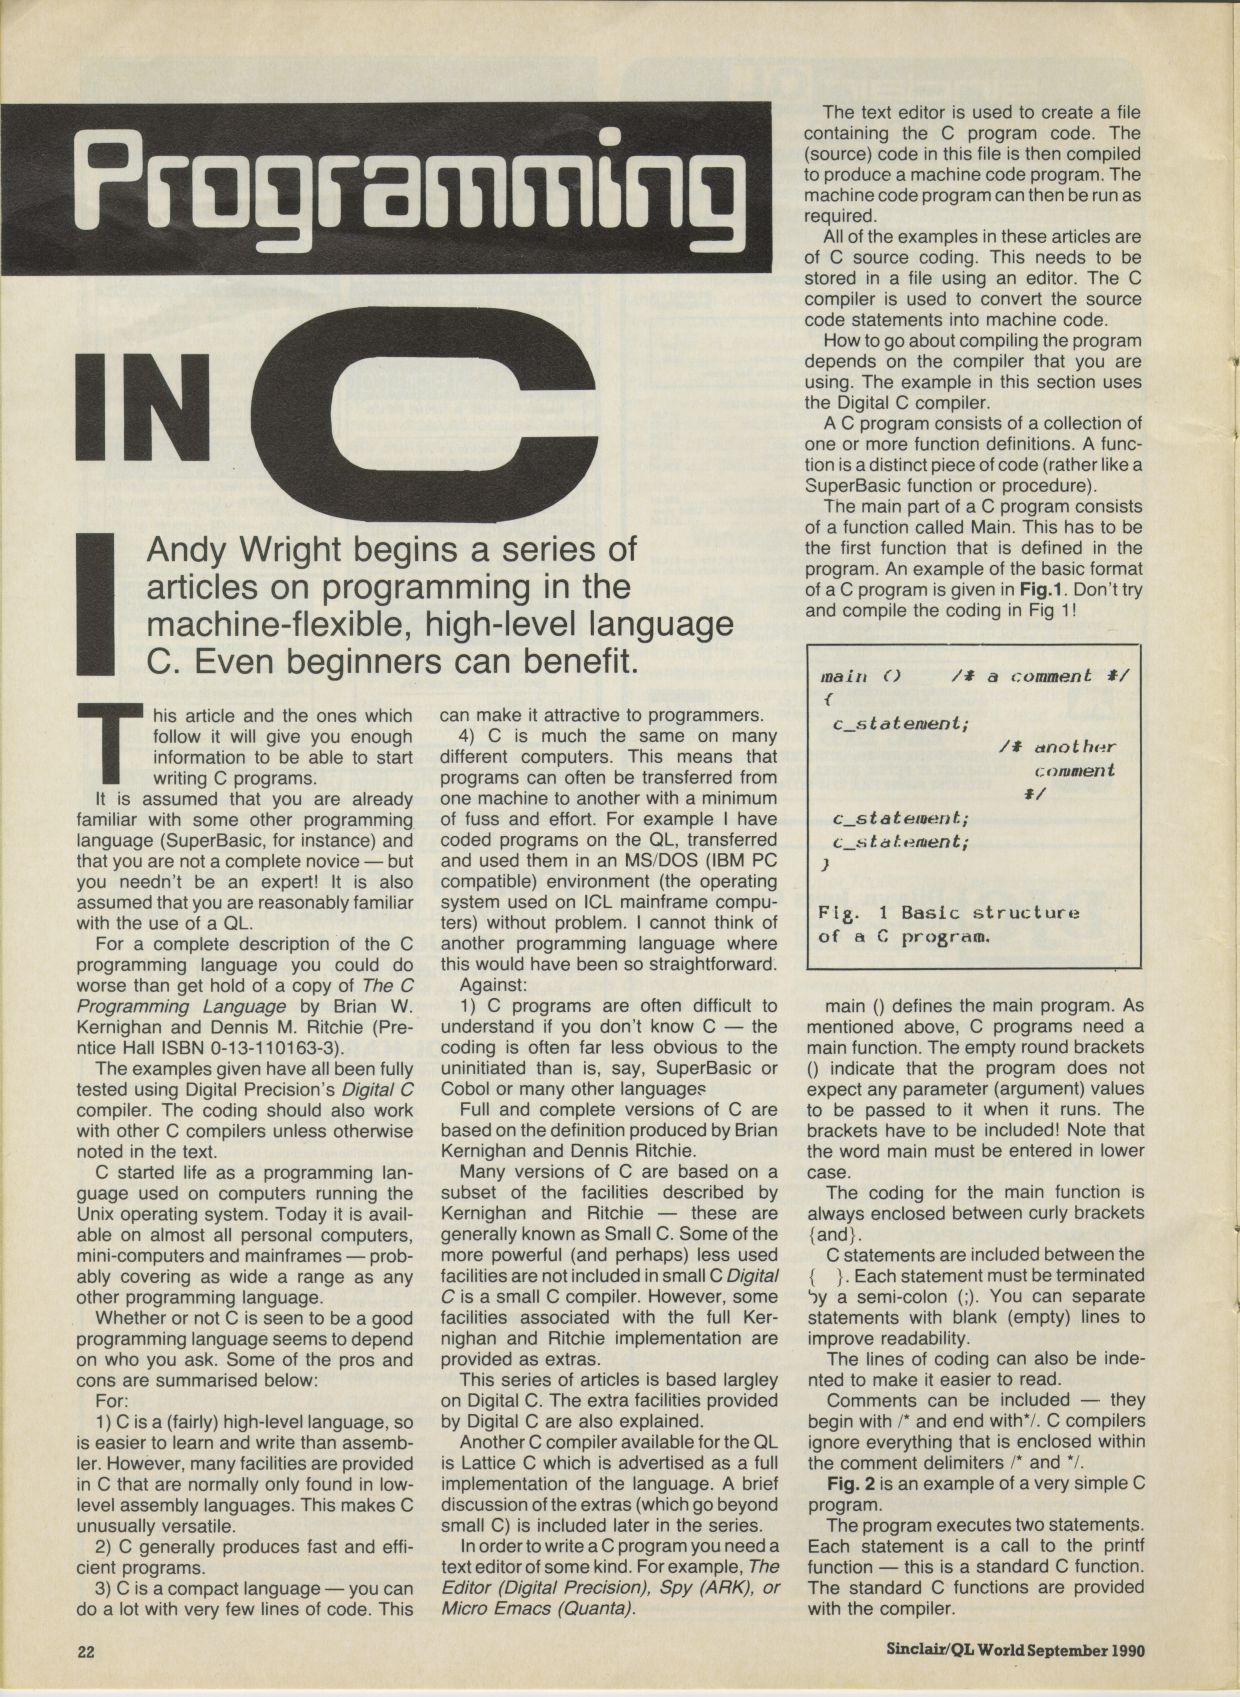 Programming
IN C
Andy Wright begins a series of
articles on programming in the
machine-flexible, high-level language
C. Even beginners can benefit.
This article and the ones which
follow it will give you enough
information to be able to start
writing C programs.
It is assumed that you are already
familiar with some other programming
language (SuperBasic, for instance) and
that you are not a complete novice — but
you needn't be an expert! It is also
assumed that you are reasonably familiar
with the use of a QL.
For a complete description of the C
programming language you could do
worse than get hold of a copy of The C
Programming Language by Brian W.
Kernighan and Dennis M. Ritchie (Pre-
ntice Hall ISBN 0-13-110163-3).
The examples given have all been fully
tested using Digital Precision's Digital C
compiler. The coding should also work
with other C compilers unless otherwise
noted in the text.
C started life as a programming lan-
guage used on computers running the
Unix operating system. Today it is avail-
able on almost all personal computers,
mini-computers and mainframes — prob-
ably covering as wide a range as any
other programming language.
Whether or not C is seen to be a good
programming language seems to depend
on who you ask. Some of the pros and
cons are summarised below:
For:
1) C is a (fairly) high-level language, so
is easier to learn and write than assemb-
ler. However, many facilities are provided
in C that are normally only found in low-
level assembly languages. This makes C
unusually versatile.
2) C generally produces fast and effi-
cient programs.
3) C is a compact language — you can
do a lot with very few lines of code. This
can make it attractive to programmers.
4) C is much the same on many
different computers. This means that
programs can often be transferred from
one machine to another with a minimum
of fuss and effort. For example I have
coded programs on the QL, transferred
and used them in an MS/DOS (IBM PC
compatible) environment (the operating
system used on ICL mainframe compu-
ters) without problem. I cannot think of
another programming language where
this would have been so straightforward.
Against:
1) C programs are often difficult to
understand if you don't know C — the
coding is often far less obvious to the
uninitiated than is, say, SuperBasic or
Cobol or many other languages
Full and complete versions of C are
based on the definition produced by Brian
Kernighan and Dennis Ritchie.
Many versions of C are based on a
subset of the facilities described by
Kernighan and Ritchie — these are
generally known as Small C. Some of the
more powerful (and perhaps) less used
facilities are not included in small C Digital
C is a small C compiler. However, some
facilities associated with the full Ker-
nighan and Ritchie implementation are
provided as extras.
This series of articles is based largley
on Digital C. The extra facilities provided
by Digital C are also explained.
Another C compiler available for the QL
is Lattice C which is advertised as a full
implementation of the language. A brief
discussion of the extras (which go beyond
small C) is included later in the series.
In order to write a C program you need a
text editor of some kind. For example, The
Editor (Digital Precision), Spy (ARK), or
Micro Emacs (Quanta).
The text editor is used to create a file
containing the C program code. The
(source) code in this file is then compiled
to produce a machine code program. The
machine code program can then be run as
required.
All of the examples in these articles are
of C source coding. This needs to be
stored in a file using an editor. The C
compiler is used to convert the source
code statements into machine code.
How to go about compiling the program
depends on the compiler that you are
using. The example in this section uses
the Digital C compiler.
A C program consists of a collection of
one or more function definitions. A func-
tion is a distinct piece of code (rather like a
SuperBasic function or procedure).
The main part of a C program consists
of a function called Main. This has to be
the first function that is defined in the
program. An example of the basic format
of a C program is given in Fig.1. Don't try
and compile the coding in Fig 1!
main () /* a comment */
{
c_statement;
/* another
comment
*/
c_statement;
c_statement;
}
Fig. 1 Basic structure
of a C program.
main () defines the main program. As
mentioned above, C programs need a
main function. The empty round brackets
() indicate that the program does not
expect any parameter (argument) values
to be passed to it when it runs. The
brackets have to be included! Note that
the word main must be entered in lower
case.
The coding for the main function is
always enclosed between curly brackets
{and}.
C statements are included between the
{ }. Each statement must be terminated
by a semi-colon (;). You can separate
statements with blank (empty) lines to
improve readability.
The lines of coding can also be inde-
nted to make it easier to read.
Comments can be included — they
begin with /* and end with*/. C compilers
ignore everything that is enclosed within
the comment delimiters /* and */.
Fig. 2 is an example of a very simple C
program.
The program executes two statements.
Each statement is a call to the printf
function — this is a standard C function.
The standard C functions are provided
with the compiler.
22
Sinclair/QL World September 1990